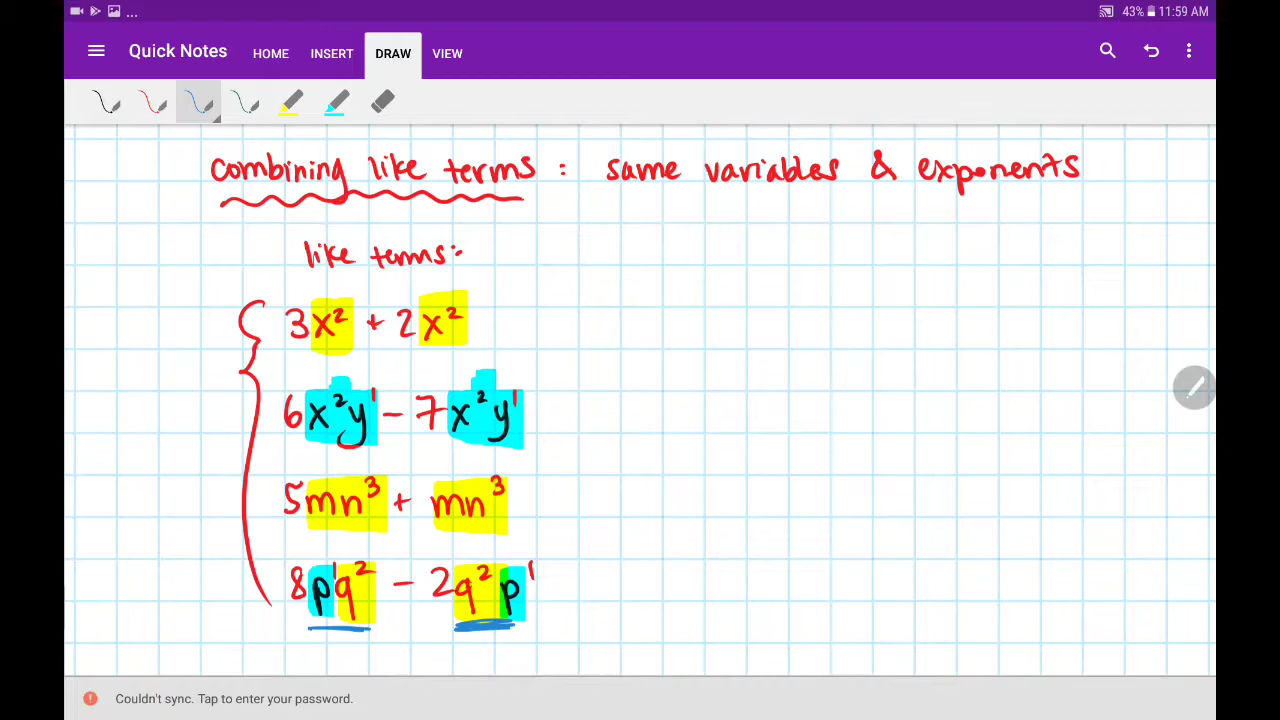 ... 43% 11:59 AM
Quick Notes HOME INSERT DRAW VIEW
combining like terms : same variables & exponents
like terms:
3x² + 2x²
6x²y¹ - 7x²y¹
5mn³ + mn³
8p¹q² - 2q²p¹
Couldn't sync. Tap to enter your password.